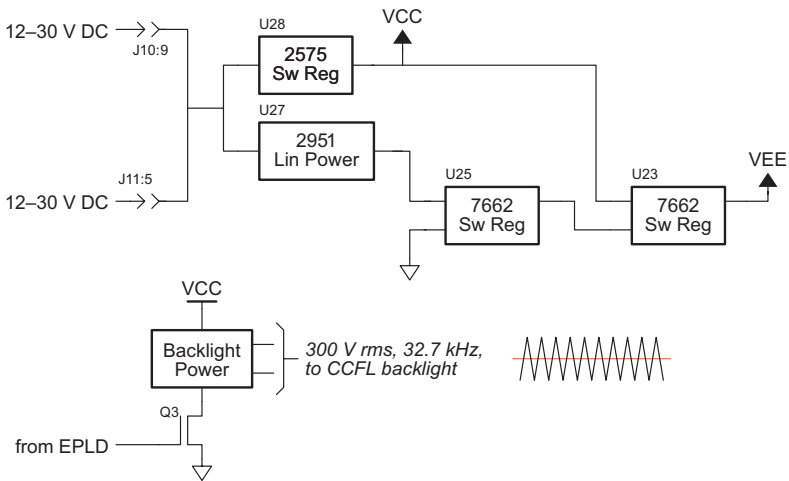 12–30 V DC
J10:9
U28
2575
Sw Reg
VCC
U27
2951
Lin Power
J11:5
12–30 V DC
U25
7662
Sw Reg
U23
7662
Sw Reg
VEE
VCC
Backlight
Power
300 V rms, 32.7 kHz,
to CCFL backlight
Q3
from EPLD